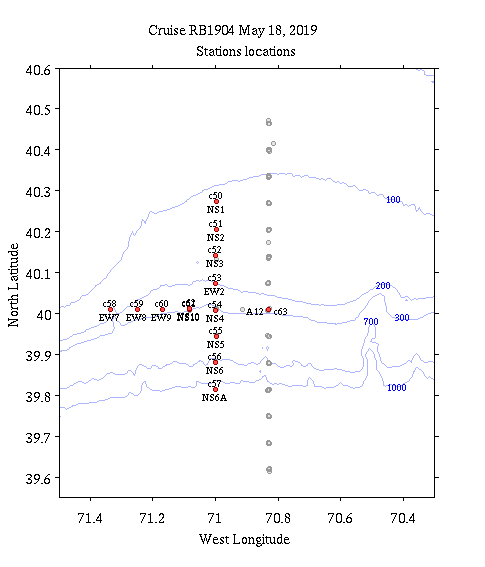 Cruise RB1904 May 18, 2019
Stations locations
40.6
40.5
40.4
40.3
40.2
40.1
40
39.9
39.8
39.7
39.6
North Latitude
c50
NS1
100
c51
NS2
c52
NS3
c53
EW2
200
c58 c59 c60 c54
EW7 EW8 EW9 NS10 NS4 A12 c63
300
700
c55
NS5
c56
NS6
c57
NS6A
1000
71.4 71.2 71 70.8 70.6 70.4
West Longitude